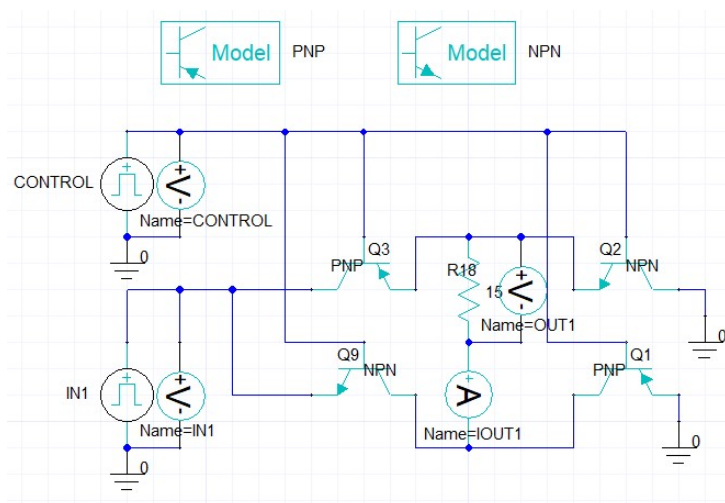 Model PNP
Model NPN
CONTROL
+
V
-
Name=CONTROL
0
Q3
PNP
R18
15
+
V
-
Name=OUT1
Q2
NPN
0
IN1
+
V
-
Name=IN1
0
Q9
NPN
A
Name=IOUT1
Q1
PNP
0